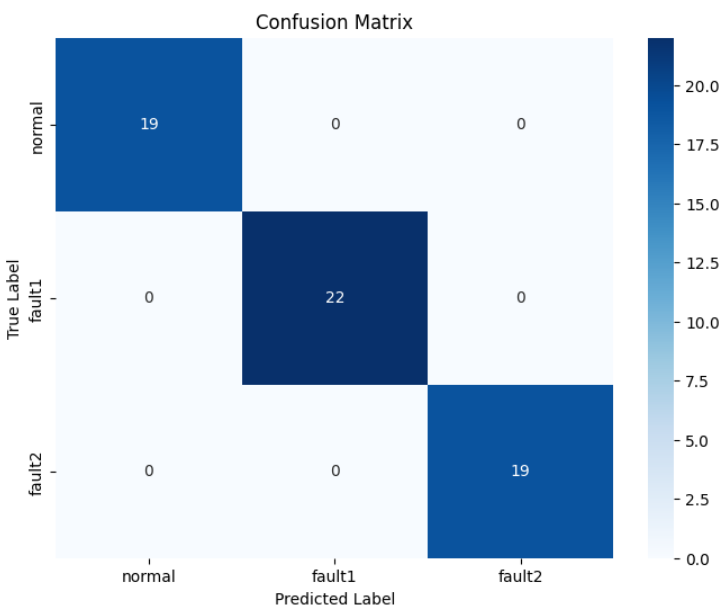 Confusion Matrix
True Label
normal
19 0 0
fault1
0 22 0
fault2
0 0 19
normal fault1 fault2
Predicted Label
20.0
17.5
15.0
12.5
10.0
7.5
5.0
2.5
0.0